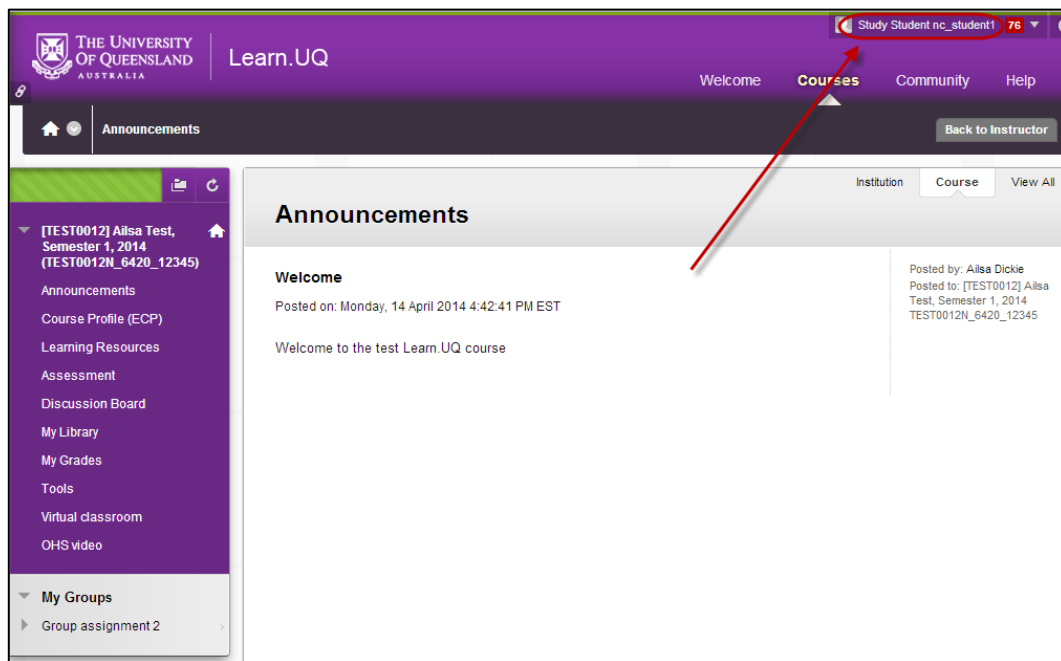 Study Student nc_student1 76
THE UNIVERSITY
OF QUEENSLAND
AUSTRALIA
Learn.UQ
Welcome Courses Community Help
Announcements
Back to Instructor
Institution Course View All
Announcements
[TEST0012] Ailsa Test,
Semester 1, 2014
(TEST0012N_6420_12345)
Announcements
Course Profile (ECP)
Learning Resources
Assessment
Discussion Board
My Library
My Grades
Tools
Virtual classroom
OHS video
My Groups
Group assignment 2
Welcome
Posted on: Monday, 14 April 2014 4:42:41 PM EST
Welcome to the test Learn.UQ course
Posted by: Ailsa Dickie
Posted to: [TEST0012] Ailsa
Test, Semester 1, 2014
TEST0012N_6420_12345